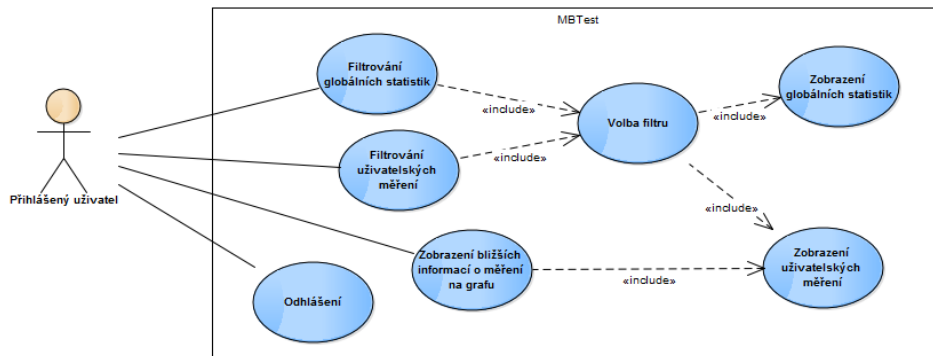 MBTest
Filtrování
globálních statistik
«include»
Zobrazení
globálních statistik
Volba filtru
«include»
Filtrování
uživatelských
měření
«include»
Přihlášený uživatel
«include»
Zobrazení bližších
informací o měření
na grafu
«include»
Zobrazení
uživatelských
měření
Odhlášení